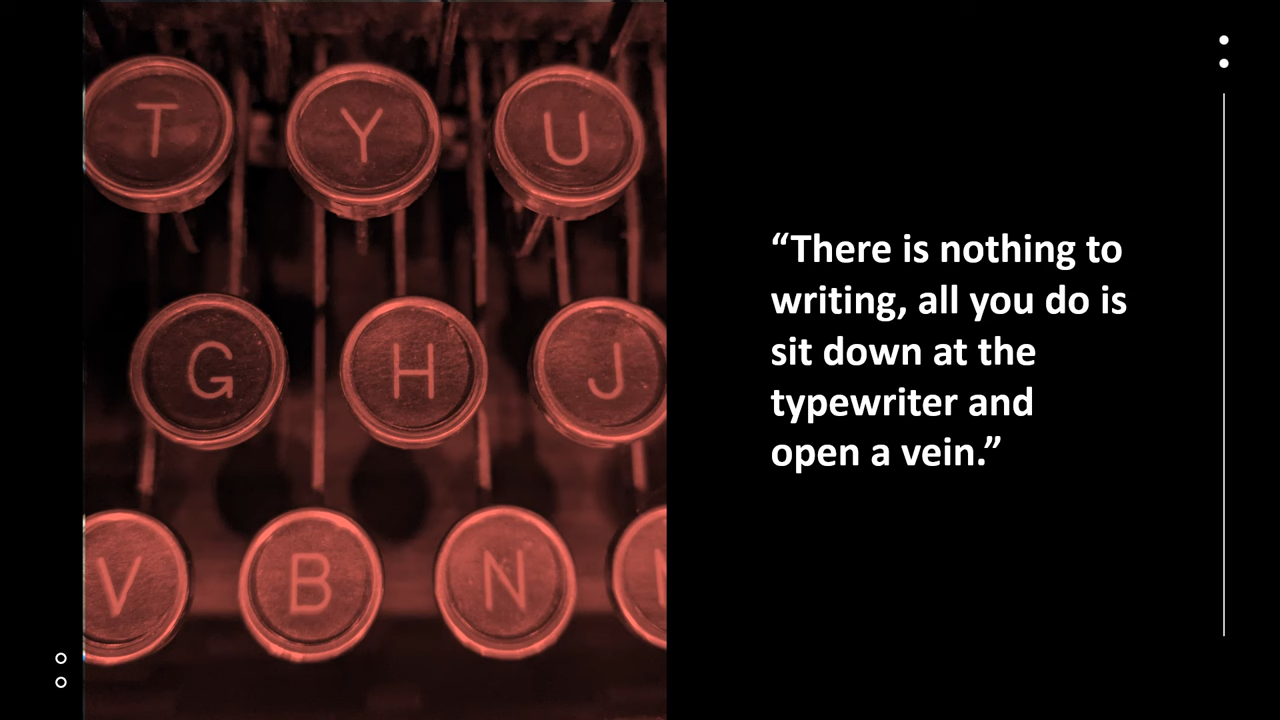 T Y U
G H J
V B N
“There is nothing to
writing, all you do is
sit down at the
typewriter and
open a vein.”